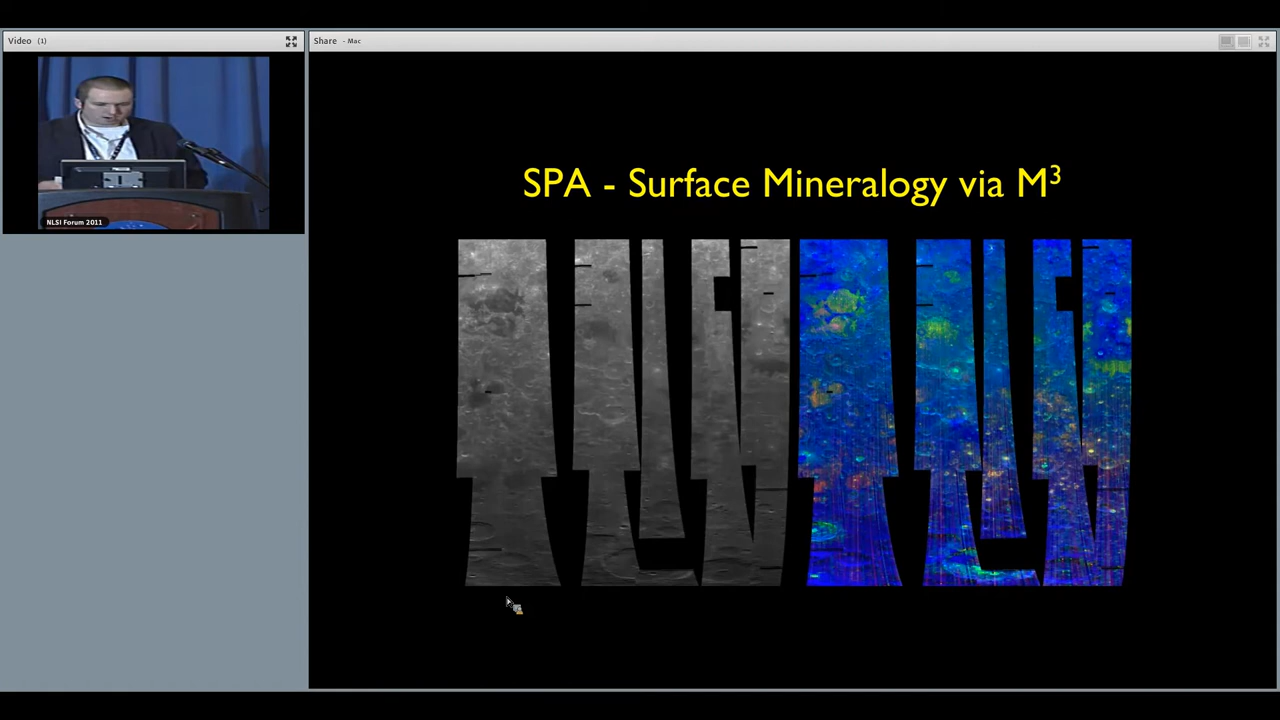 Video (1)
Share - Mac
NLSI Forum 2011
SPA - Surface Mineralogy via M³